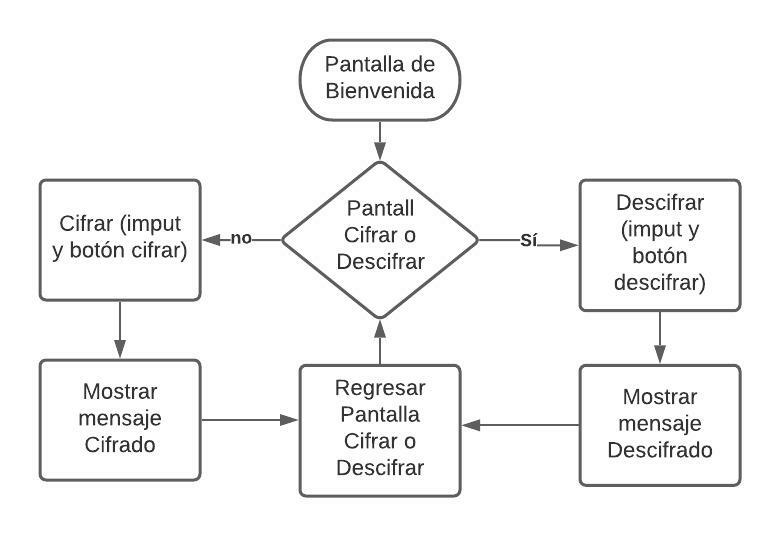 Pantalla de
Bienvenida
Pantall
Cifrar o
Descifrar
no
Sí
Cifrar (imput
y botón cifrar)
Descifrar
(imput y
botón
descifrar)
Mostrar
mensaje
Cifrado
Regresar
Pantalla
Cifrar o
Descifrar
Mostrar
mensaje
Descifrado